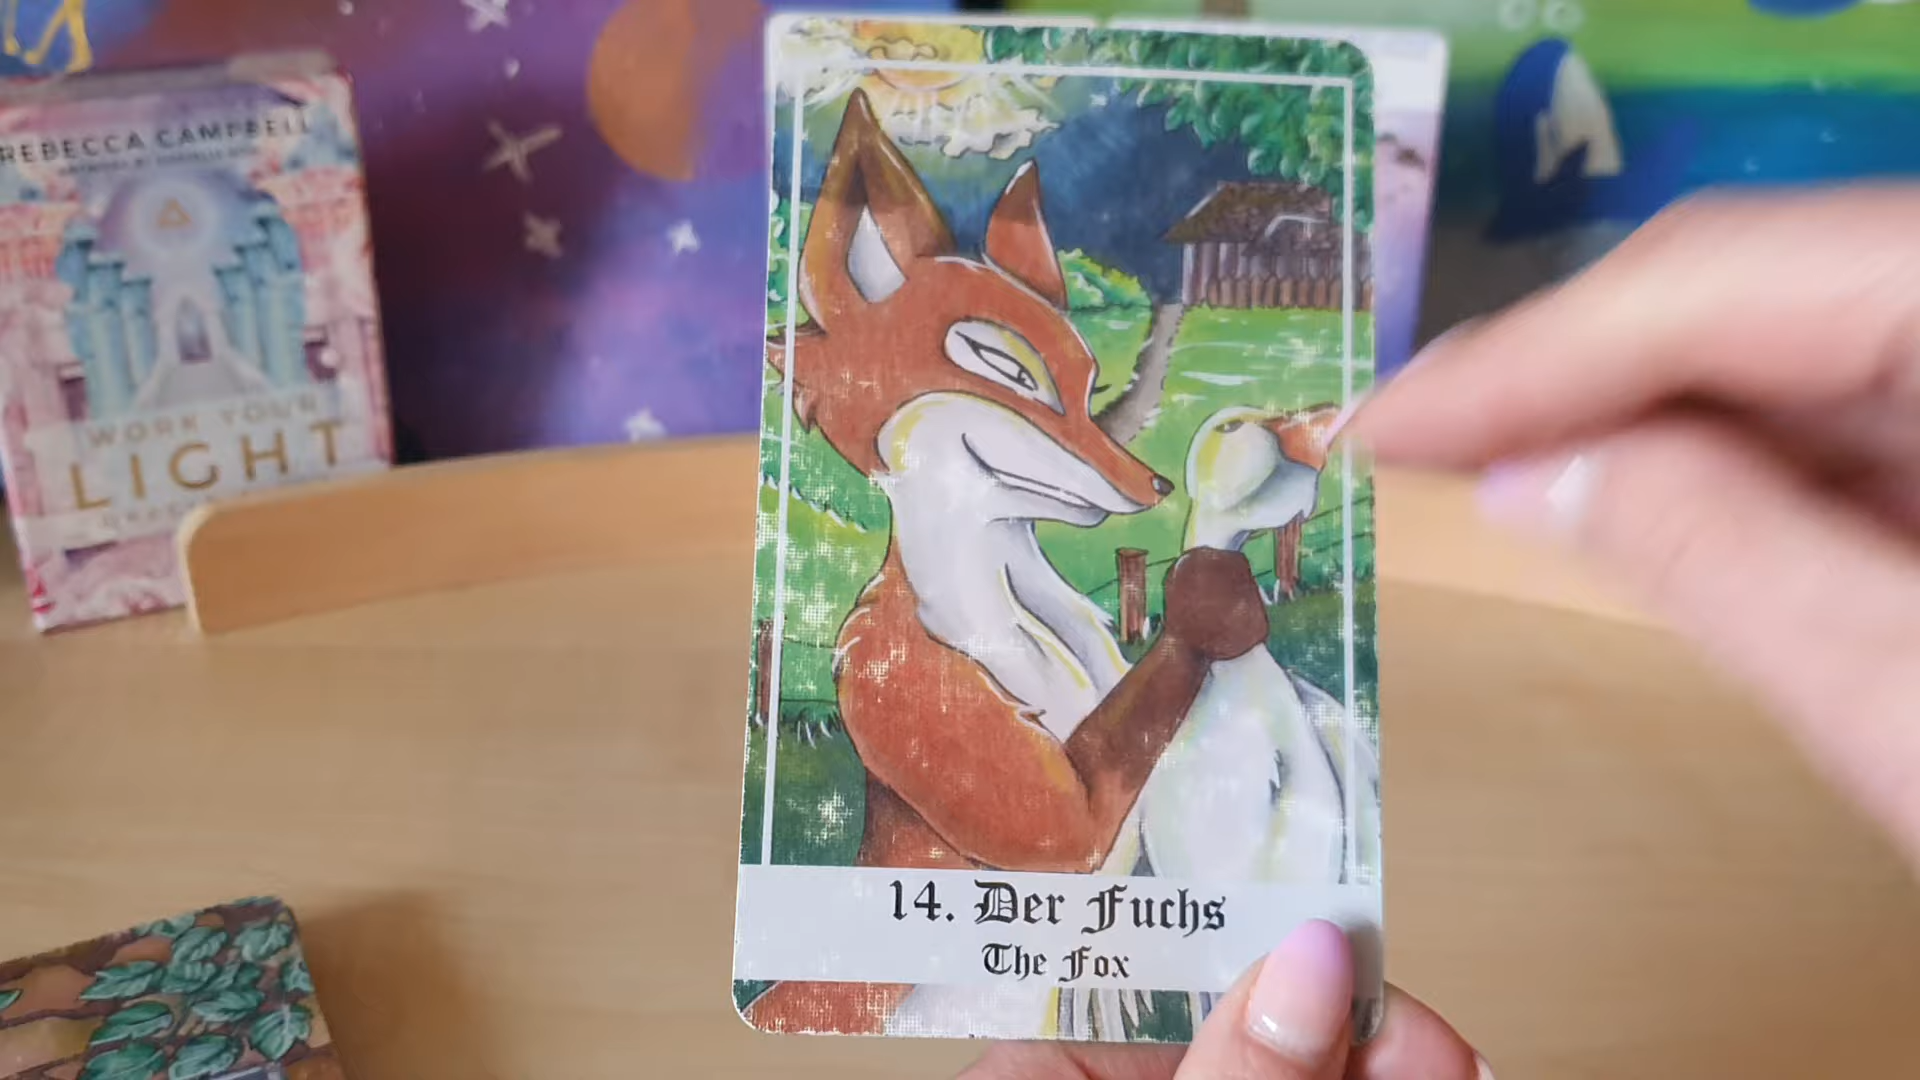 REBECCA CAMPBELL
WORK YOUR
LIGHT
14. Der Fuchs
The Fox